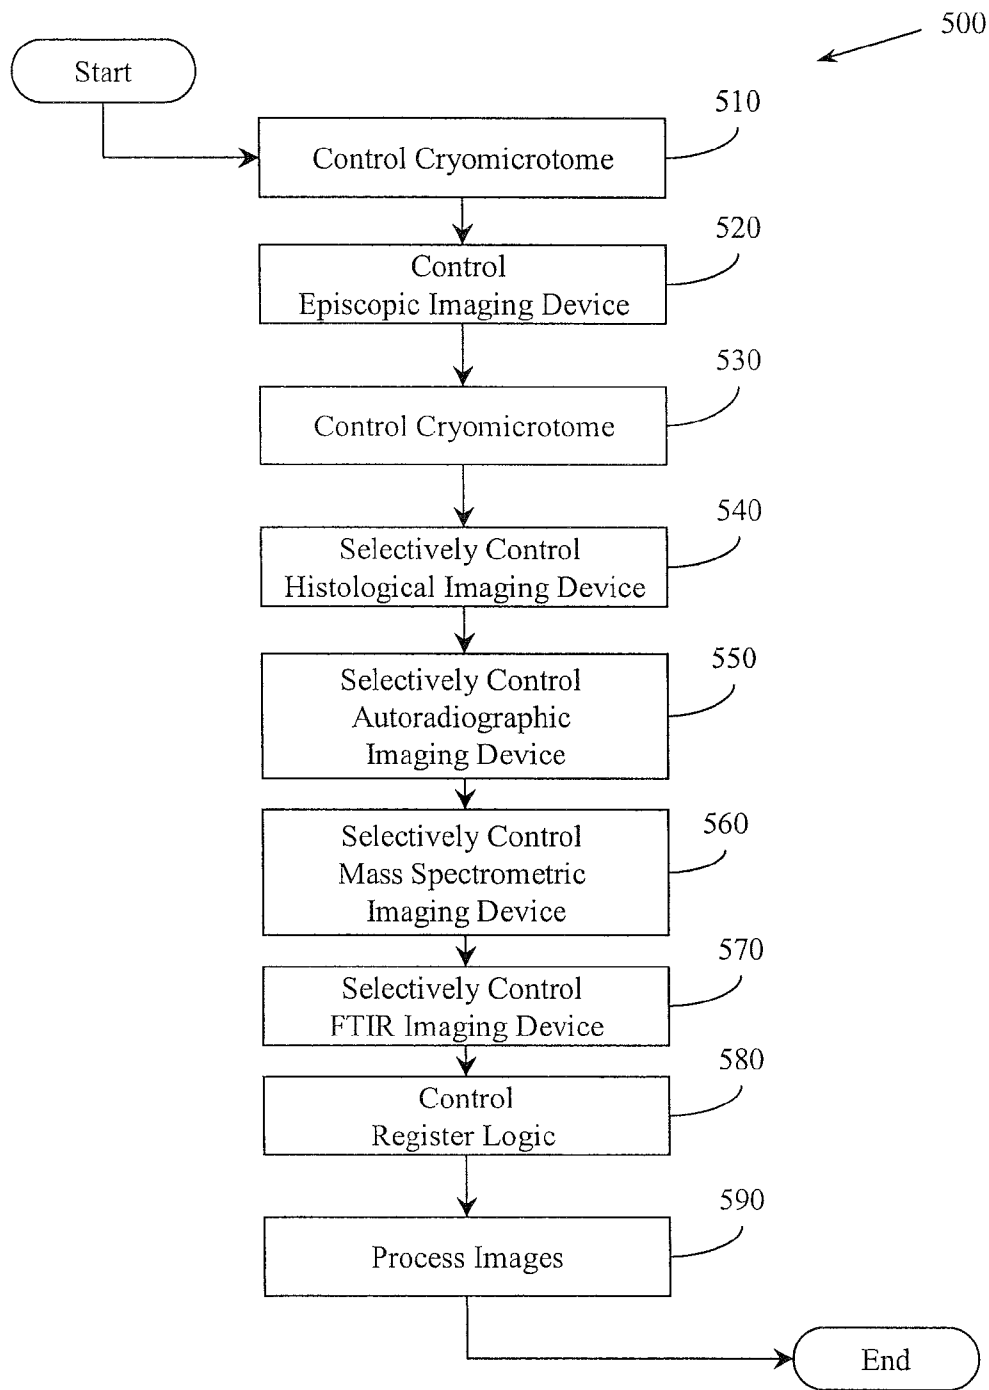 500
Start
510
Control Cryomicrotome
520
Control
Episcopic Imaging Device
530
Control Cryomicrotome
540
Selectively Control
Histological Imaging Device
550
Selectively Control
Autoradiographic
Imaging Device
560
Selectively Control
Mass Spectrometric
Imaging Device
570
Selectively Control
FTIR Imaging Device
580
Control
Register Logic
590
Process Images
End